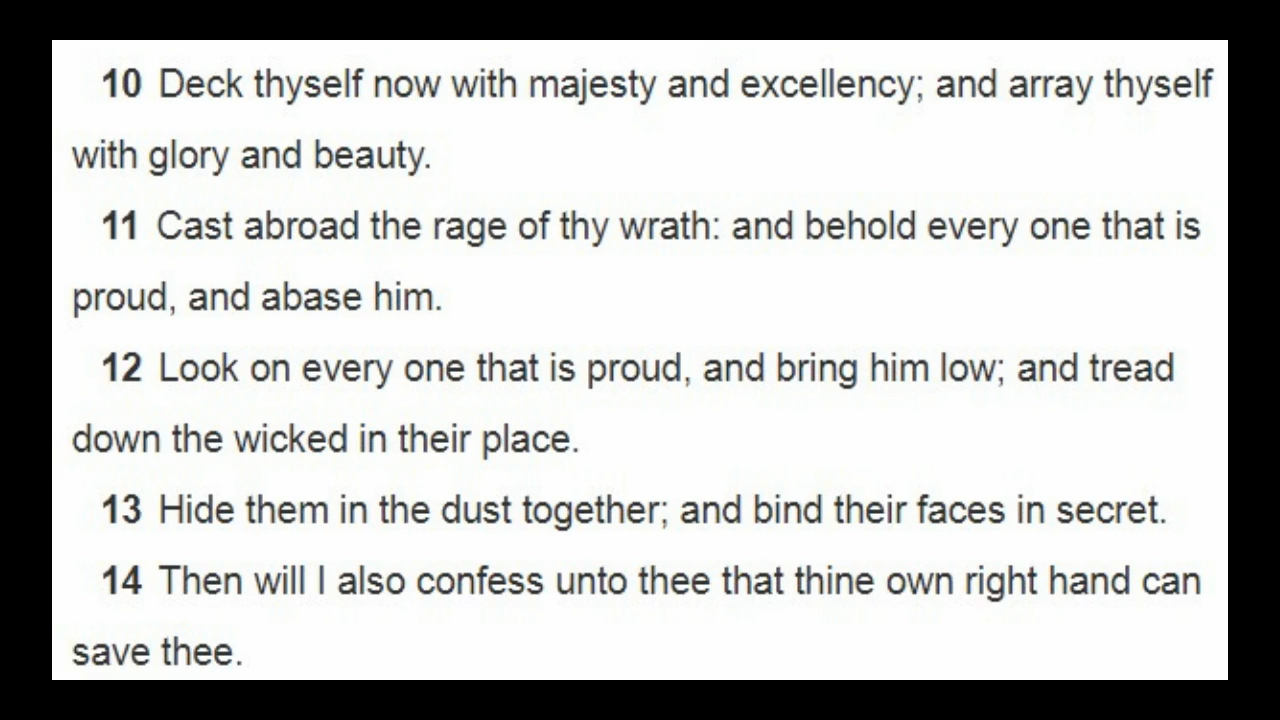 10 Deck thyself now with majesty and excellency; and array thyself
with glory and beauty.
11 Cast abroad the rage of thy wrath: and behold every one that is
proud, and abase him.
12 Look on every one that is proud, and bring him low; and tread
down the wicked in their place.
13 Hide them in the dust together; and bind their faces in secret.
14 Then will I also confess unto thee that thine own right hand can
save thee.